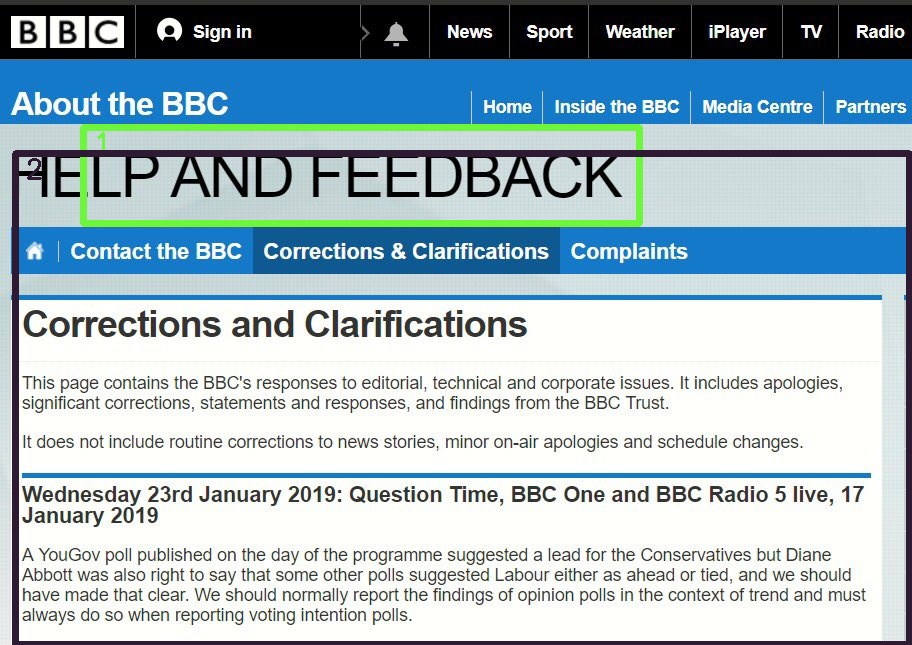 BBC Sign in News Sport Weather iPlayer TV Radio
About the BBC Home Inside the BBC Media Centre Partners
1
2
HELP AND FEEDBACK
Contact the BBC Corrections & Clarifications Complaints
Corrections and Clarifications
This page contains the BBC's responses to editorial, technical and corporate issues. It includes apologies,
significant corrections, statements and responses, and findings from the BBC Trust.
It does not include routine corrections to news stories, minor on-air apologies and schedule changes.
Wednesday 23rd January 2019: Question Time, BBC One and BBC Radio 5 live, 17
January 2019
A YouGov poll published on the day of the programme suggested a lead for the Conservatives but Diane
Abbott was also right to say that some other polls suggested Labour either as ahead or tied, and we should
have made that clear. We should normally report the findings of opinion polls in the context of trend and must
always do so when reporting voting intention polls.